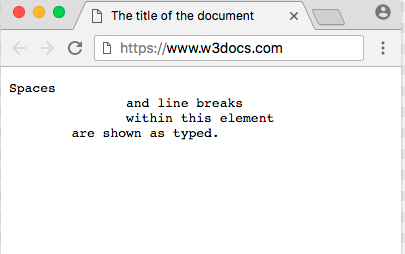 The title of the document
https://www.w3docs.com
Spaces
and line breaks
within this element
are shown as typed.